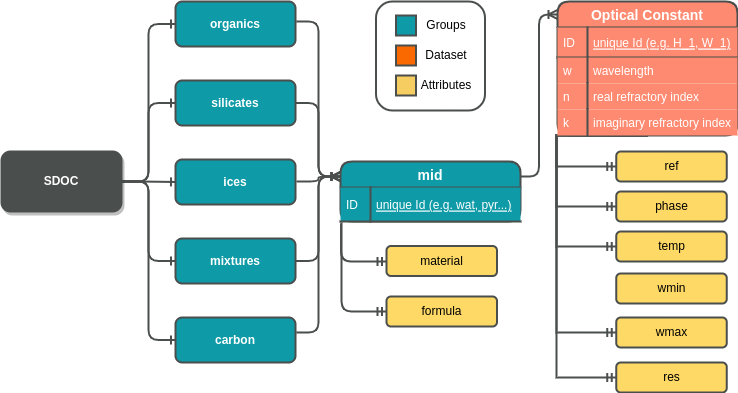 SDOC
organics
silicates
ices
mixtures
carbon
Groups
Dataset
Attributes
mid
ID unique Id (e.g. wat, pyr...)
material
formula
Optical Constant
ID unique Id (e.g. H_1, W_1)
w wavelength
n real refractory index
k imaginary refractory index
ref
phase
temp
wmin
wmax
res